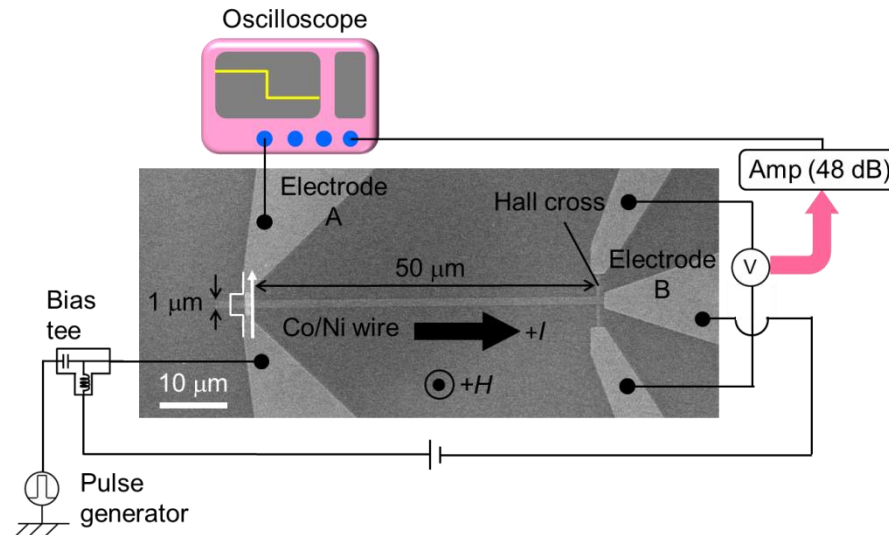 Oscilloscope
Amp (48 dB)
Electrode
A
Hall cross
50 μm
Electrode
B
V
1 μm
Bias
tee
Co/Ni wire
+I
10 μm
+H
Pulse
generator